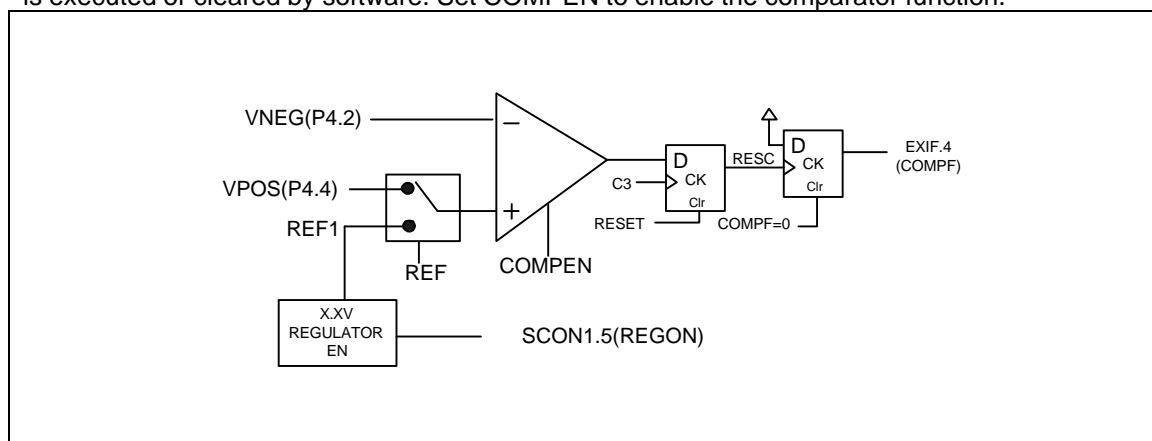 is executed or cleared by software. Set COMPEN to enable the comparator function.
VNEG(P4.2)
VPOS(P4.4)
REF1
REF
COMPEN
X.XV
REGULATOR
EN
SCON1.5(REGON)
D
CK
Clr
C3
RESET
RESC
D
CK
Clr
COMPF=0
EXIF.4
(COMPF)